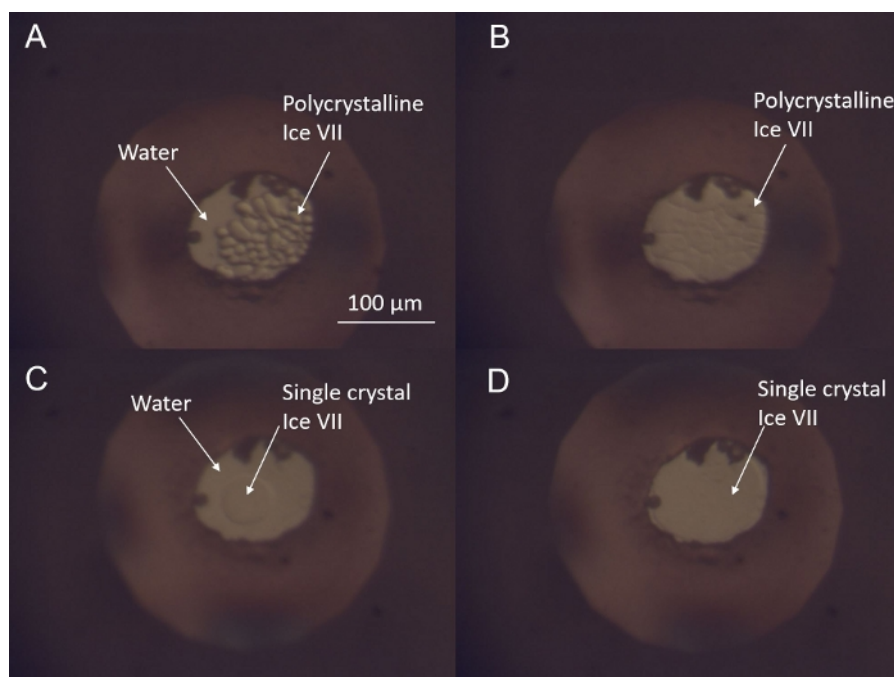 A
Polycrystalline
Ice VII
Water
100 µm
B
Polycrystalline
Ice VII
C
Water
Single crystal
Ice VII
D
Single crystal
Ice VII